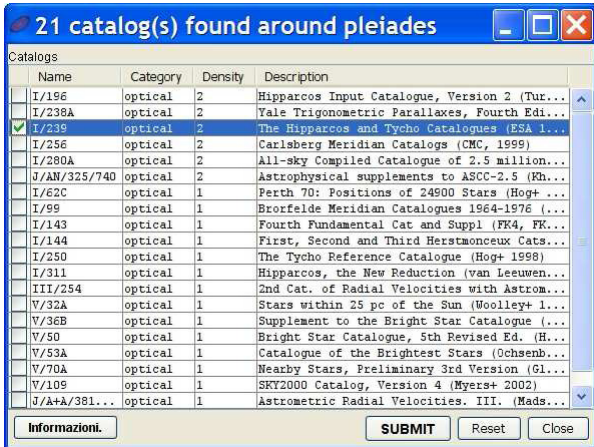 21 catalog(s) found around pleiades
Catalogs
Name Category Density Description
I/196 optical 2 Hipparcos Input Catalogue, Version 2 (Tur...
I/238A optical 2 Yale Trigonometric Parallaxes, Fourth Edi...
I/239 optical 2 The Hipparcos and Tycho Catalogues (ESA 1...
I/256 optical 2 Carlsberg Meridian Catalogs (CMC, 1999)
I/280A optical 2 All-sky Compiled Catalogue of 2.5 million...
J/AN/325/740 optical 2 Astrophysical supplements to ASCC-2.5 (Kh...
I/62C optical 1 Perth 70: Positions of 24900 Stars (Hog+ ...
I/99 optical 1 Brorfelde Meridian Catalogues 1964-1976 (...
I/143 optical 1 Fourth Fundamental Cat and Suppl (FK4, FK...
I/144 optical 1 First, Second and Third Herstmonceux Cats...
I/250 optical 1 The Tycho Reference Catalogue (Hog+ 1998)
I/311 optical 1 Hipparcos, the New Reduction (van Leeuwen...
III/254 optical 1 2nd Cat. of Radial Velocities with Astrom...
V/32A optical 1 Stars within 25 pc of the Sun (Woolley+ 1...
V/36B optical 1 Supplement to the Bright Star Catalogue (...
V/50 optical 1 Bright Star Catalogue, 5th Revised Ed. (H...
V/53A optical 1 Catalogue of the Brightest Stars (Ochsenb...
V/70A optical 1 Nearby Stars, Preliminary 3rd Version (Gl...
V/109 optical 1 SKY2000 Catalog, Version 4 (Myers+ 2002)
J/A+A/381... optical 1 Astrometric Radial Velocities. III. (Mads...
Informazioni. SUBMIT Reset Close